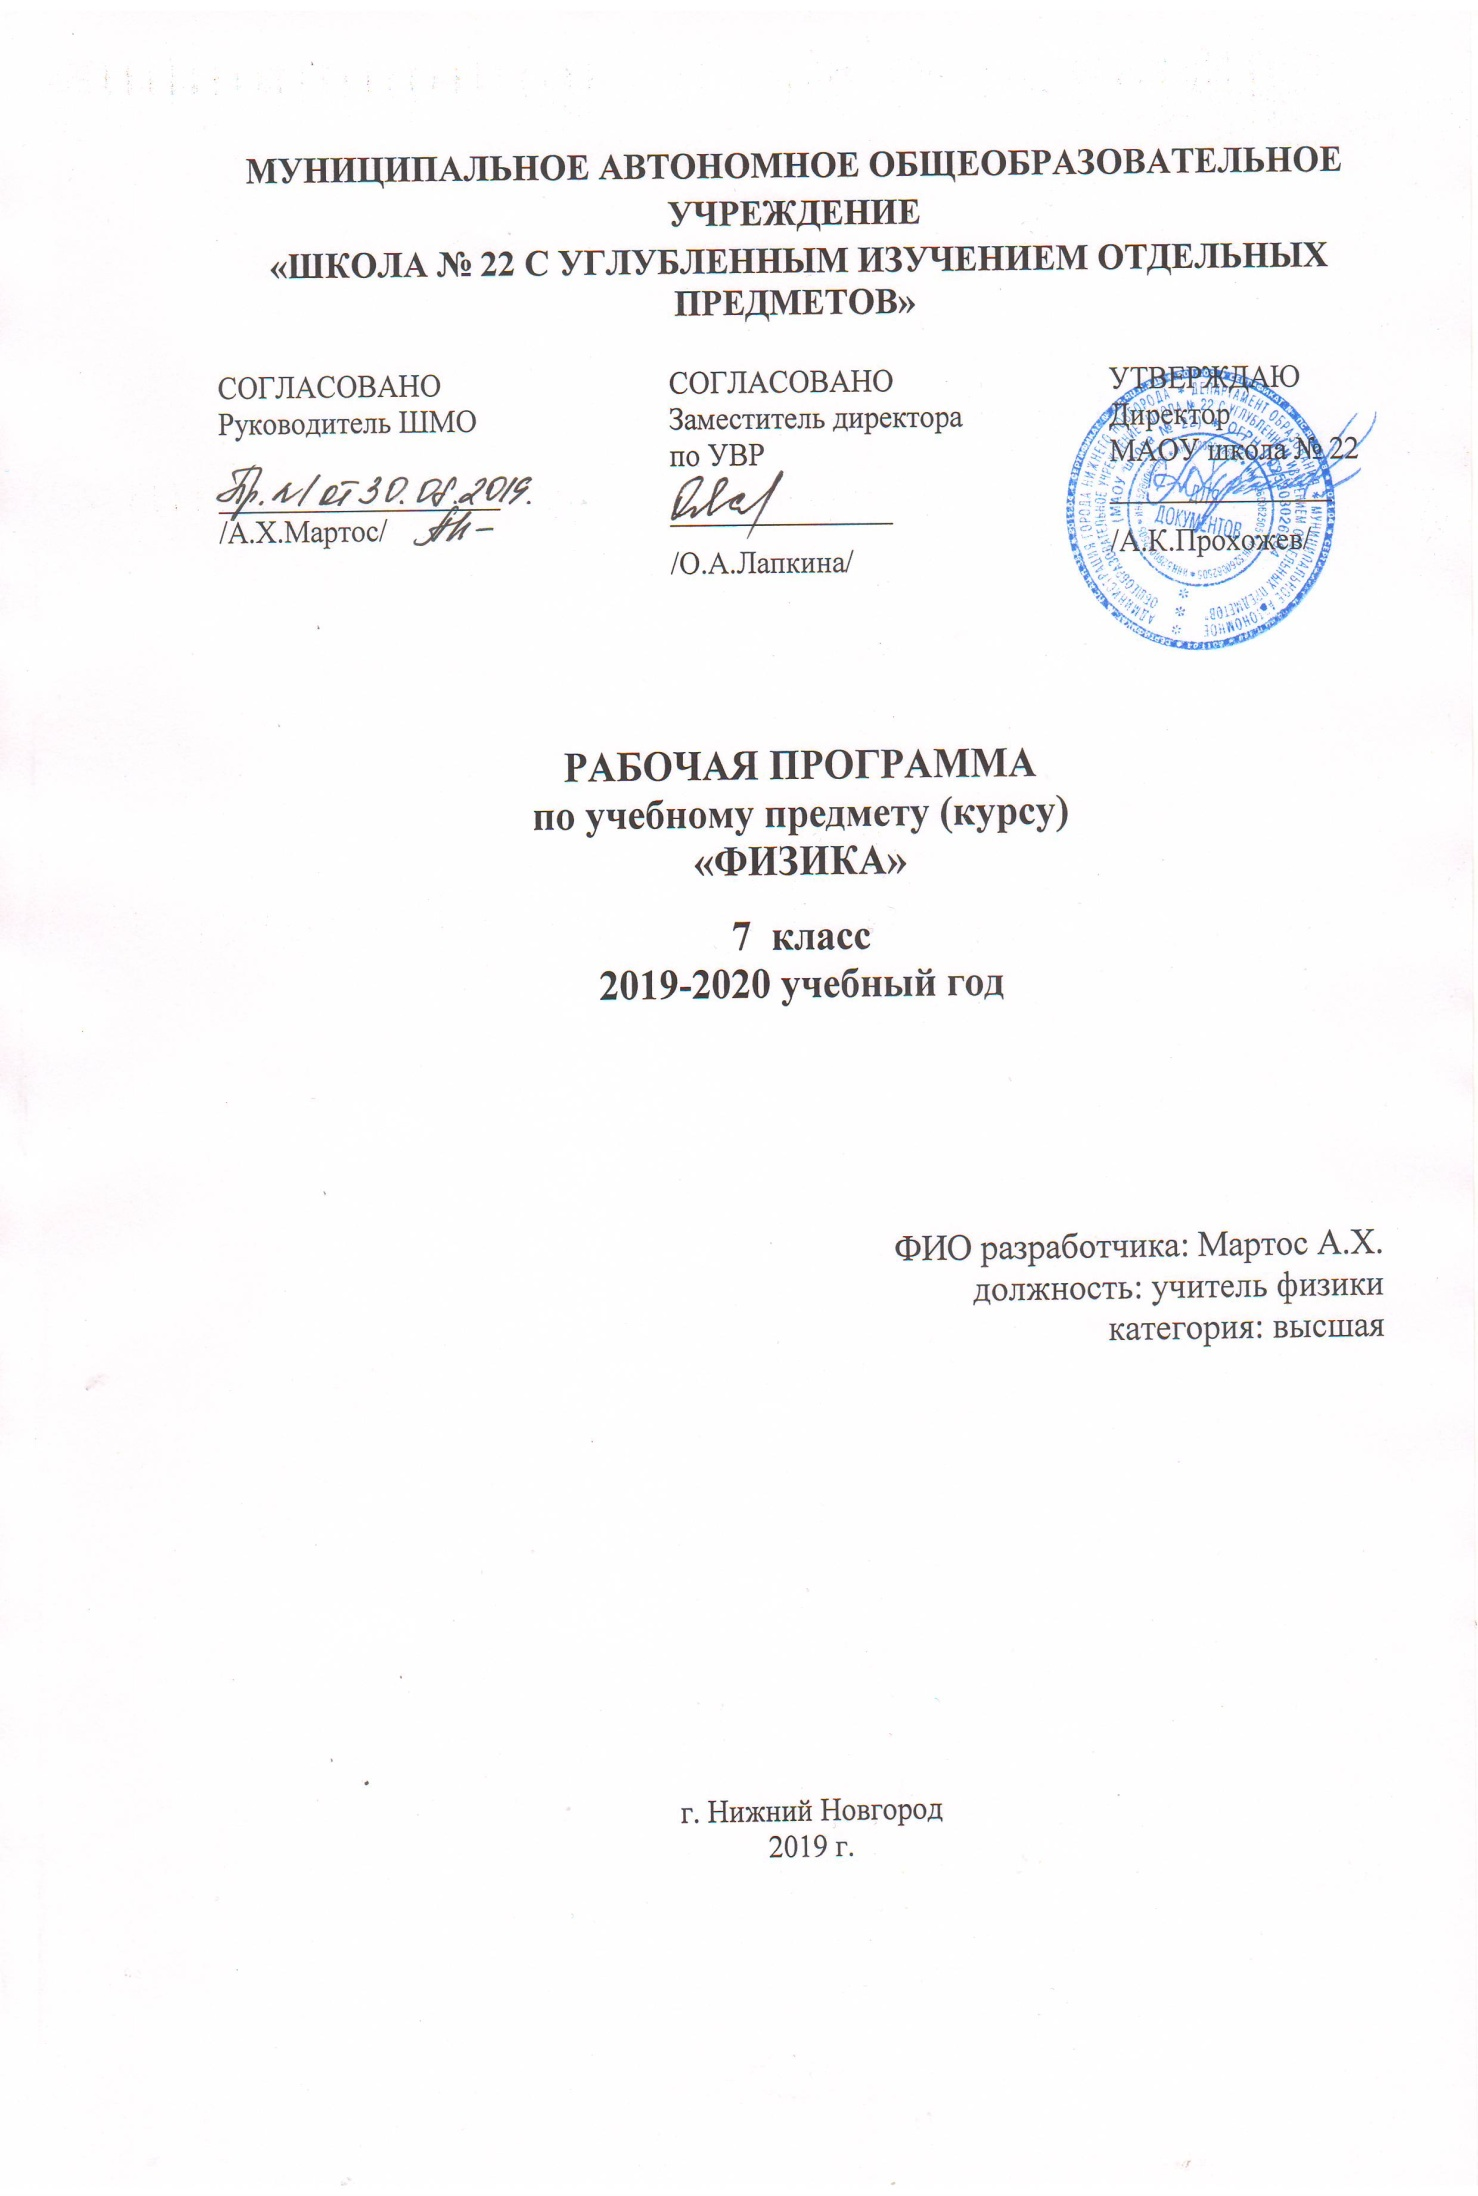 МУНИЦИПАЛЬНОЕ АВТОНОМНОЕ ОБЩЕОБРАЗОВАТЕЛЬНОЕ
УЧРЕЖДЕНИЕ
«ШКОЛА № 22 С УГЛУБЛЕННЫМ ИЗУЧЕНИЕМ ОТДЕЛЬНЫХ
ПРЕДМЕТОВ»
СОГЛАСОВАНО
Руководитель ШМО
Пр. №1 от 30.08.2019.
/А.Х.Мартос/
СОГЛАСОВАНО
Заместитель директора
по УВР
/О.А.Лапкина/
УТВЕРЖДАЮ
Директор
МАОУ школа № 22
/А.К.Прохожев/
ДОКУМЕНТОВ
РАБОЧАЯ ПРОГРАММА
по учебному предмету (курсу)
«ФИЗИКА»
7 класс
2019-2020 учебный год
ФИО разработчика: Мартос А.Х.
должность: учитель физики
категория: высшая
г. Нижний Новгород
2019 г.